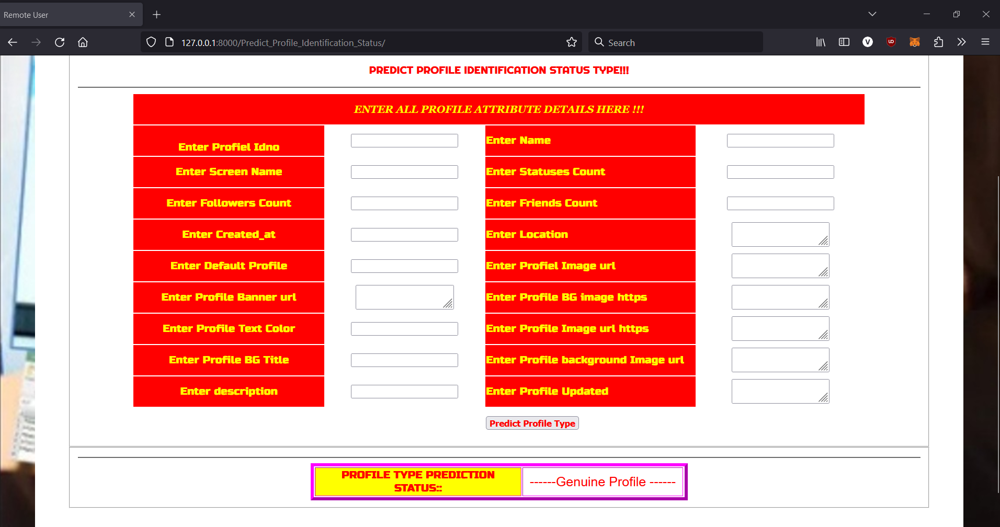 Remote User
127.0.0.1:8000/Predict_Profile_Identification_Status/
Search
V
UD
PREDICT PROFILE IDENTIFICATION STATUS TYPE!!!
ENTER ALL PROFILE ATTRIBUTE DETAILS HERE !!!
Enter Profiel Idno
Enter Name
Enter Screen Name
Enter Statuses Count
Enter Followers Count
Enter Friends Count
Enter Created_at
Enter Location
Enter Default Profile
Enter Profiel Image url
Enter Profile Banner url
Enter Profile BG image https
Enter Profile Text Color
Enter Profile Image url https
Enter Profile BG Title
Enter Profile background Image url
Enter description
Enter Profile Updated
Predict Profile Type
PROFILE TYPE PREDICTION
STATUS::
------Genuine Profile ------